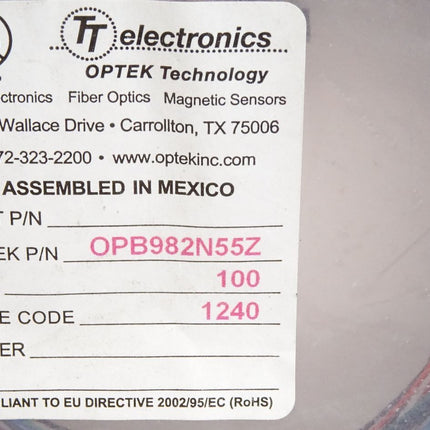 TT electronics
OPTEK Technology
ctronics Fiber Optics Magnetic Sensors
Wallace Drive • Carrollton, TX 75006
72-323-2200 • www.optekinc.com
ASSEMBLED IN MEXICO
T P/N
EK P/N OPB982N55Z
100
E CODE 1240
ER
LIANT TO EU DIRECTIVE 2002/95/EC (RoHS)